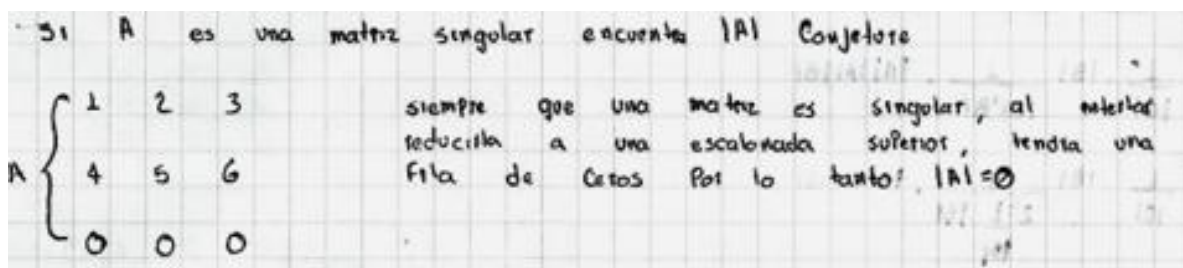 Si A es una matriz singular encuentra |A| Conjeture
1 2 3 siempre que una matriz es singular, al
reducirla a una escalonada superior, tendra una
A 4 5 6 Fila de Ceros Por lo tanto: |A| = 0
0 0 0